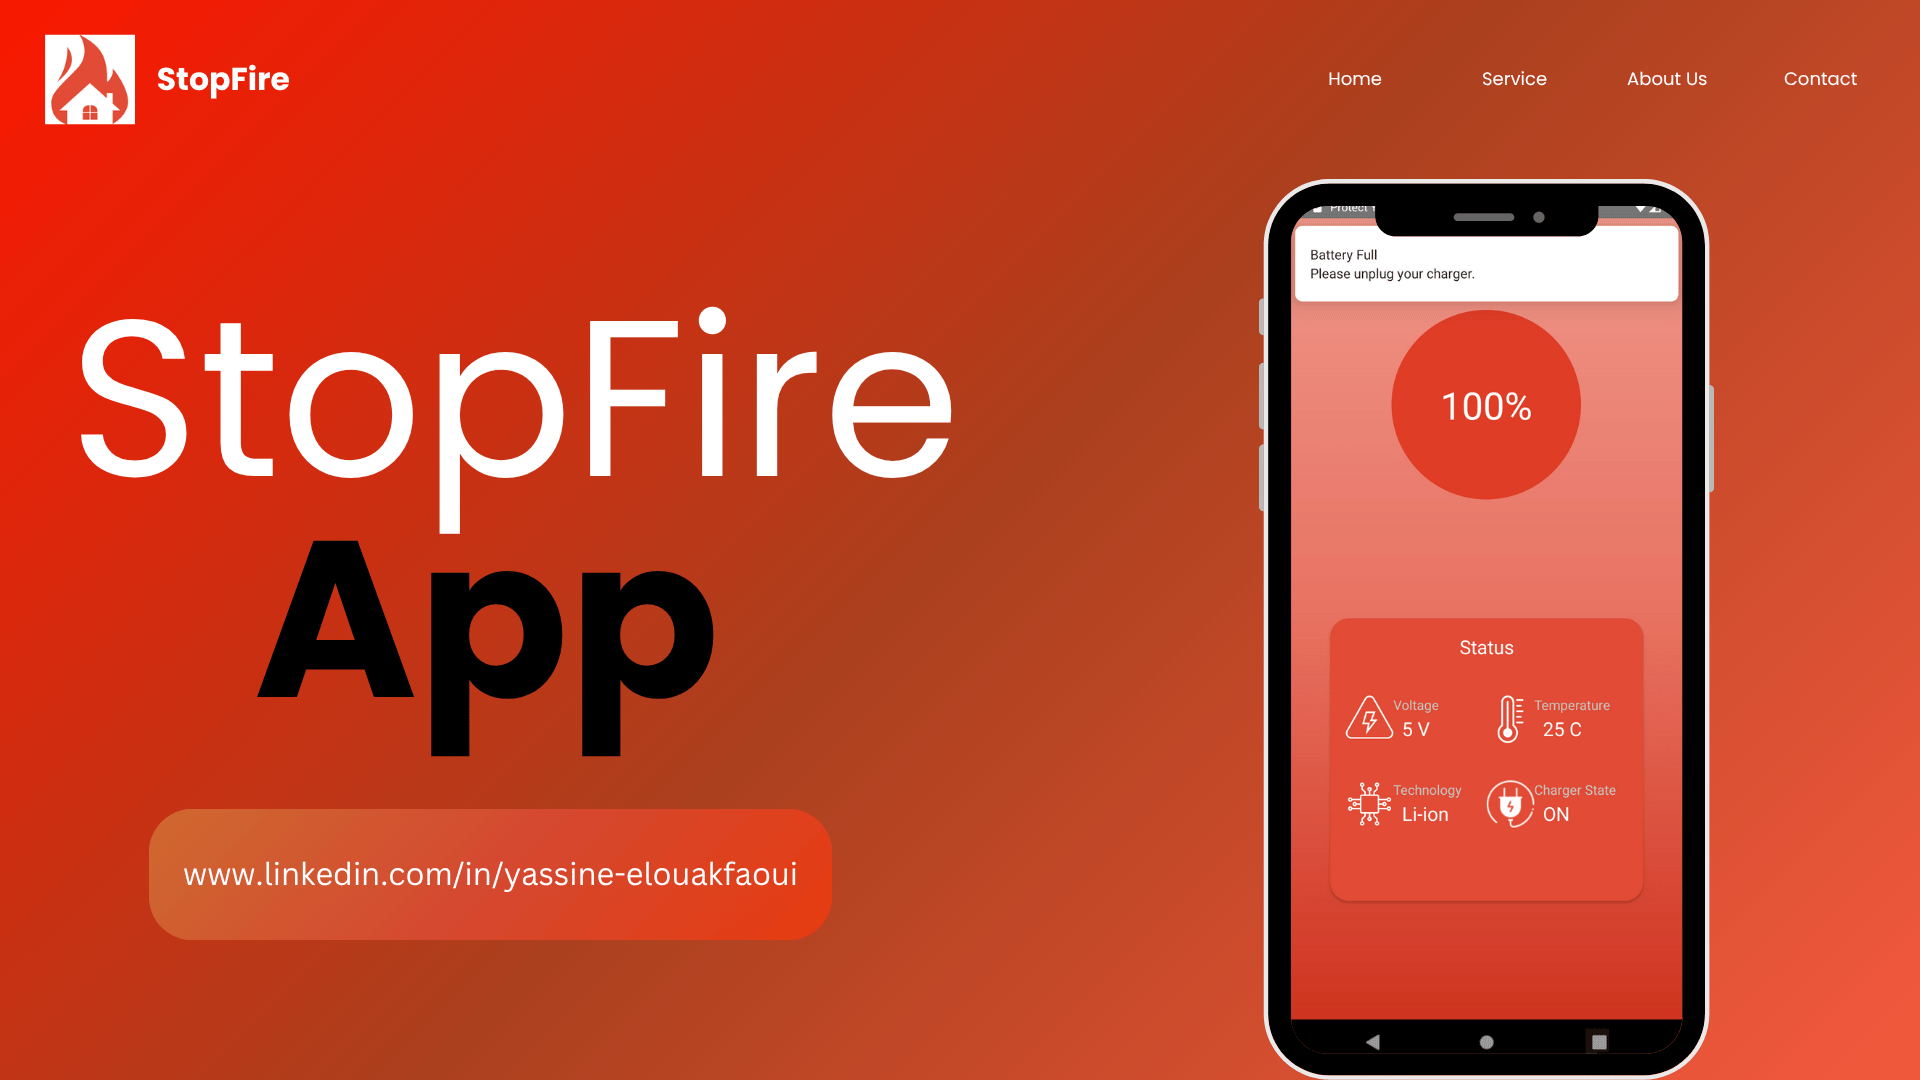 StopFire
Home
Service
About Us
Contact
StopFire
App
www.linkedin.com/in/yassine-elouakfaoui
Protect
Battery Full
Please unplug your charger.
100%
Status
Voltage
5 V
Temperature
25 C
Technology
Li-ion
Charger State
ON